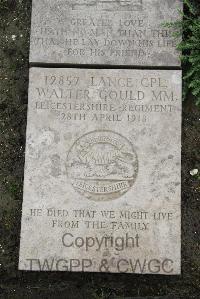 GREATER LOVE
HATH NO MAN THAN THIS
THAT HE LAY DOWN HIS LIFE
FOR HIS FRIENDS
12857 LANCE CPL.
WALTER GOULD MM.
LEICESTERSHIRE REGIMENT
28TH APRIL 1918
HE DIED THAT WE MIGHT LIVE
FROM THE FAMILY
Copyright
TWGPP & CWGC